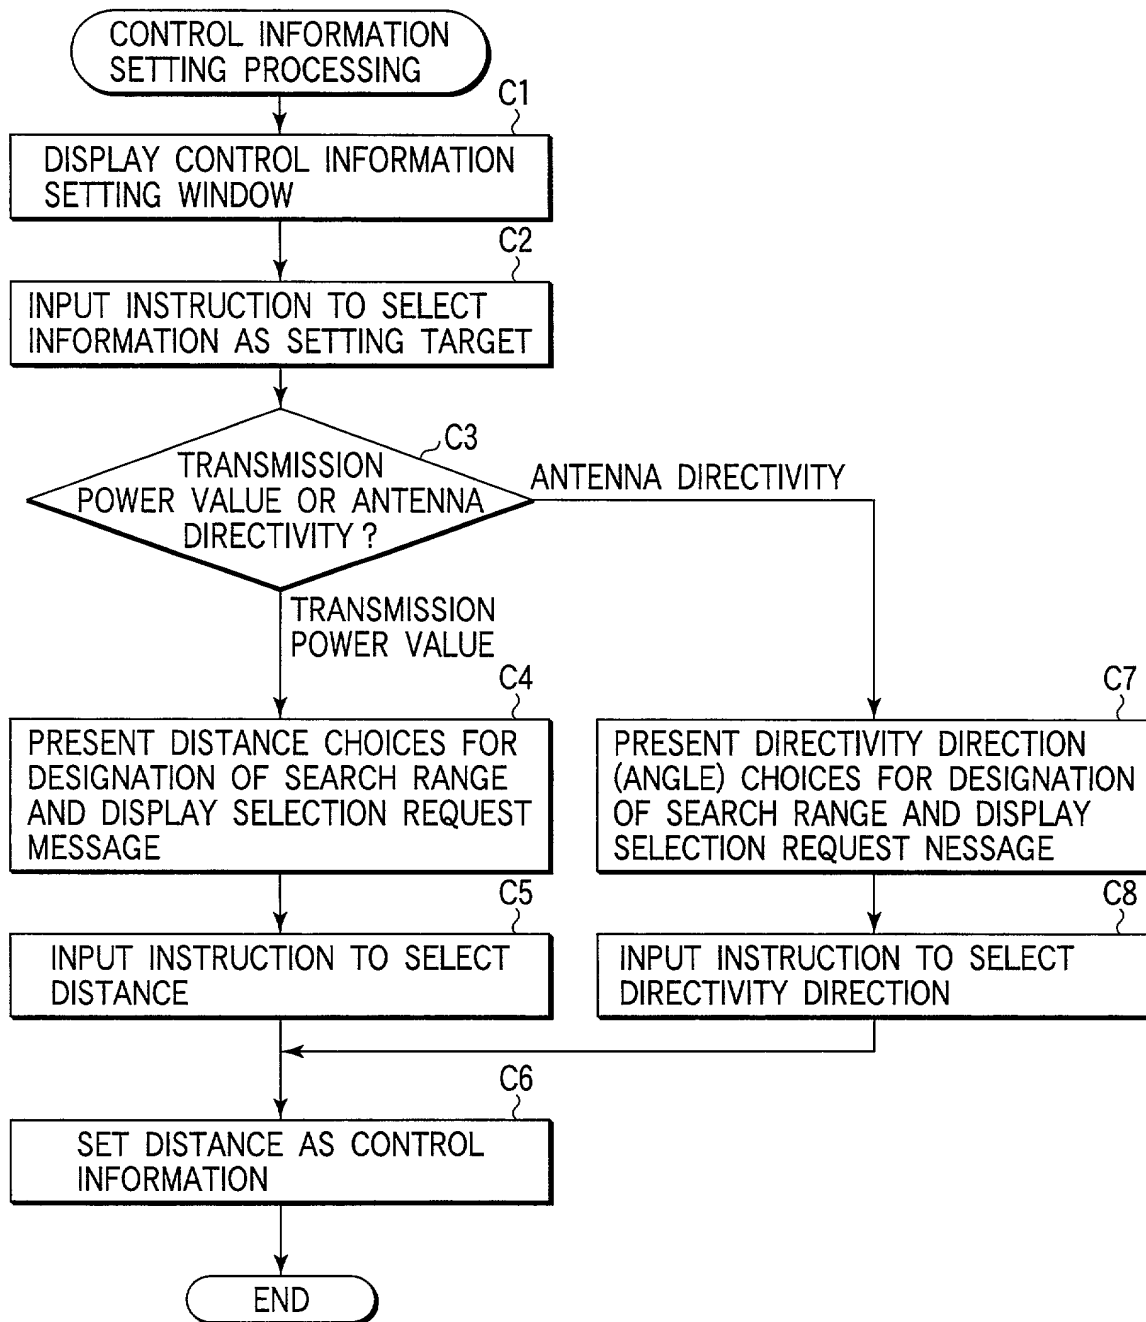 CONTROL INFORMATION
SETTING PROCESSING
C1
DISPLAY CONTROL INFORMATION
SETTING WINDOW
C2
INPUT INSTRUCTION TO SELECT
INFORMATION AS SETTING TARGET
C3
TRANSMISSION
POWER VALUE OR ANTENNA
DIRECTIVITY?
ANTENNA DIRECTIVITY
TRANSMISSION
POWER VALUE
C4
PRESENT DISTANCE CHOICES FOR
DESIGNATION OF SEARCH RANGE
AND DISPLAY SELECTION REQUEST
MESSAGE
C7
PRESENT DIRECTIVITY DIRECTION
(ANGLE) CHOICES FOR DESIGNATION
OF SEARCH RANGE AND DISPLAY
SELECTION REQUEST NESSAGE
C5
INPUT INSTRUCTION TO SELECT
DISTANCE
C8
INPUT INSTRUCTION TO SELECT
DIRECTIVITY DIRECTION
C6
SET DISTANCE AS CONTROL
INFORMATION
END